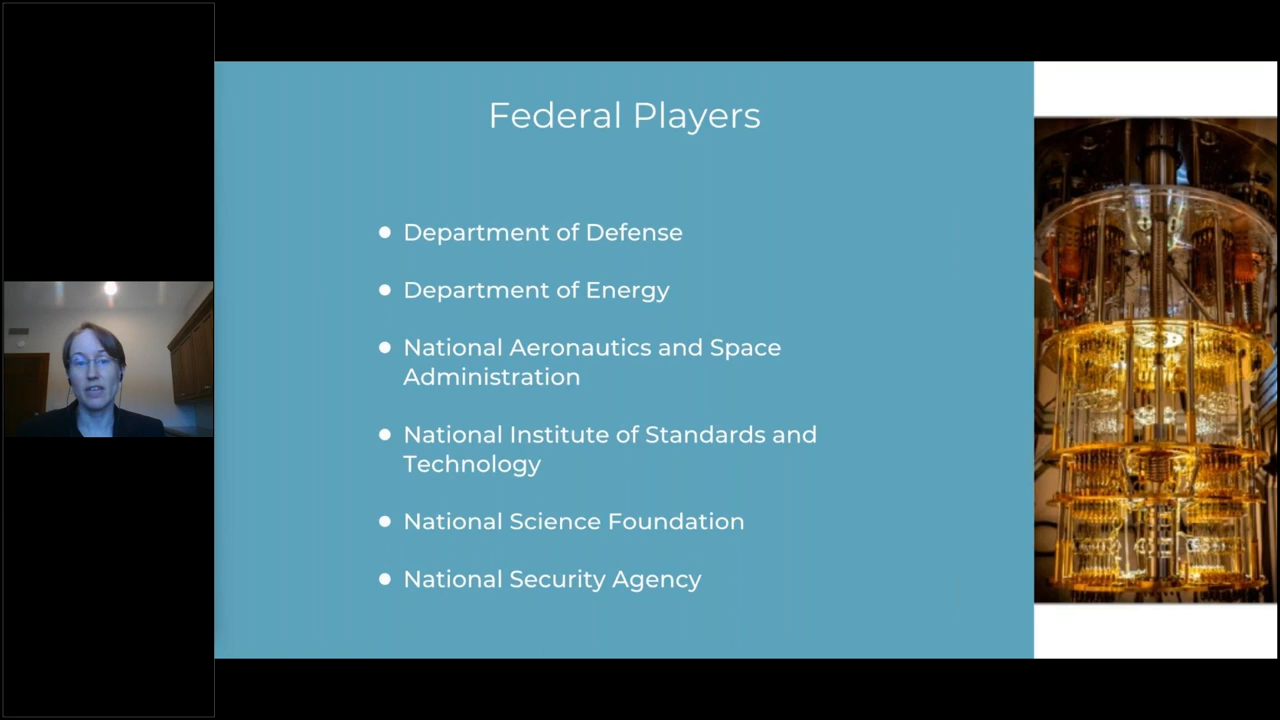 Federal Players
Department of Defense
Department of Energy
National Aeronautics and Space
Administration
National Institute of Standards and
Technology
National Science Foundation
National Security Agency